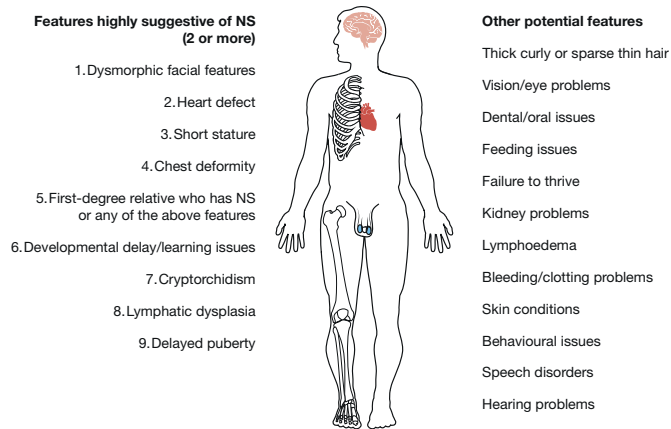 Features highly suggestive of NS
(2 or more)
1. Dysmorphic facial features
2. Heart defect
3. Short stature
4. Chest deformity
5. First-degree relative who has NS
or any of the above features
6. Developmental delay/learning issues
7. Cryptorchidism
8. Lymphatic dysplasia
9. Delayed puberty
Other potential features
Thick curly or sparse thin hair
Vision/eye problems
Dental/oral issues
Feeding issues
Failure to thrive
Kidney problems
Lymphoedema
Bleeding/clotting problems
Skin conditions
Behavioural issues
Speech disorders
Hearing problems